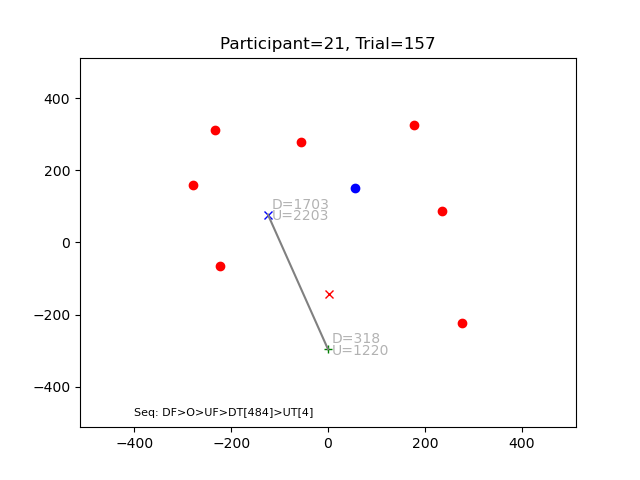 Participant=21, Trial=157
400
200
0
−200
−400
D=1703
U=2203
D=318
U=1220
Seq: DF>O>UF>DT[484]>UT[4]
−400
−200
0
200
400